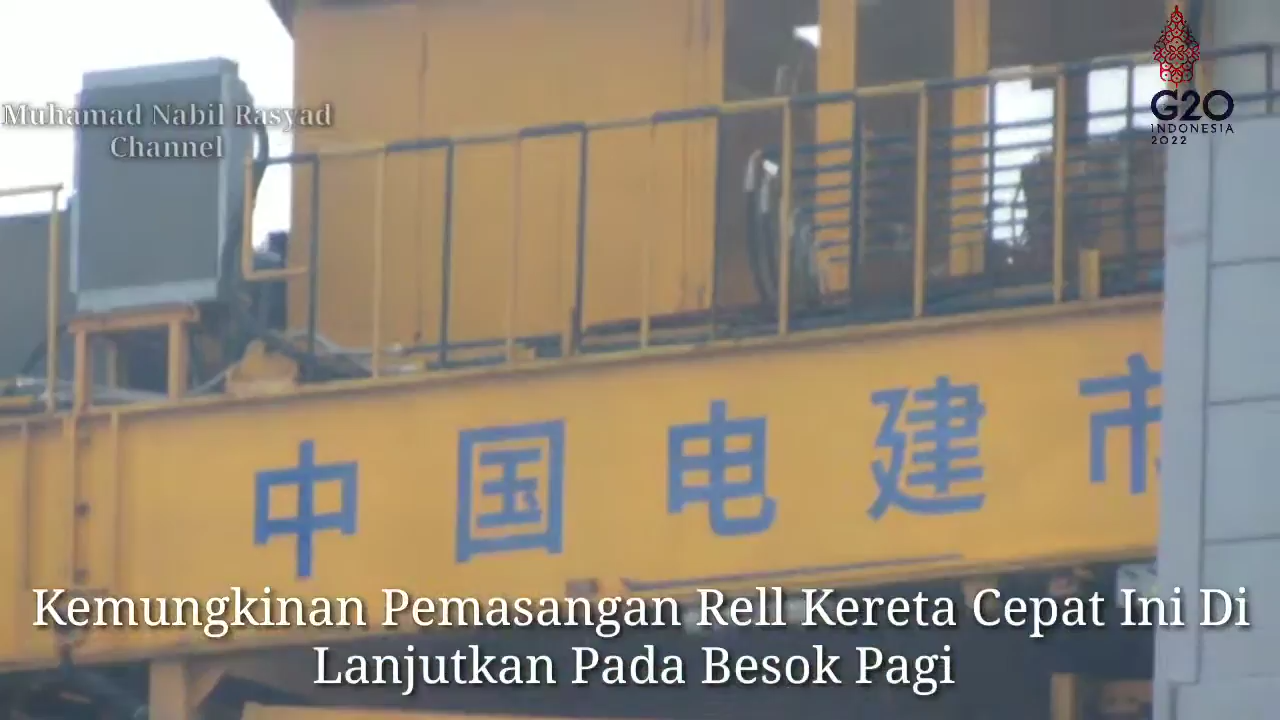 Muhamad Nabil Rasyad
Channel
G20
INDONESIA
2022
中国电建市
Kemungkinan Pemasangan Rell Kereta Cepat Ini Di
Lanjutkan Pada Besok Pagi